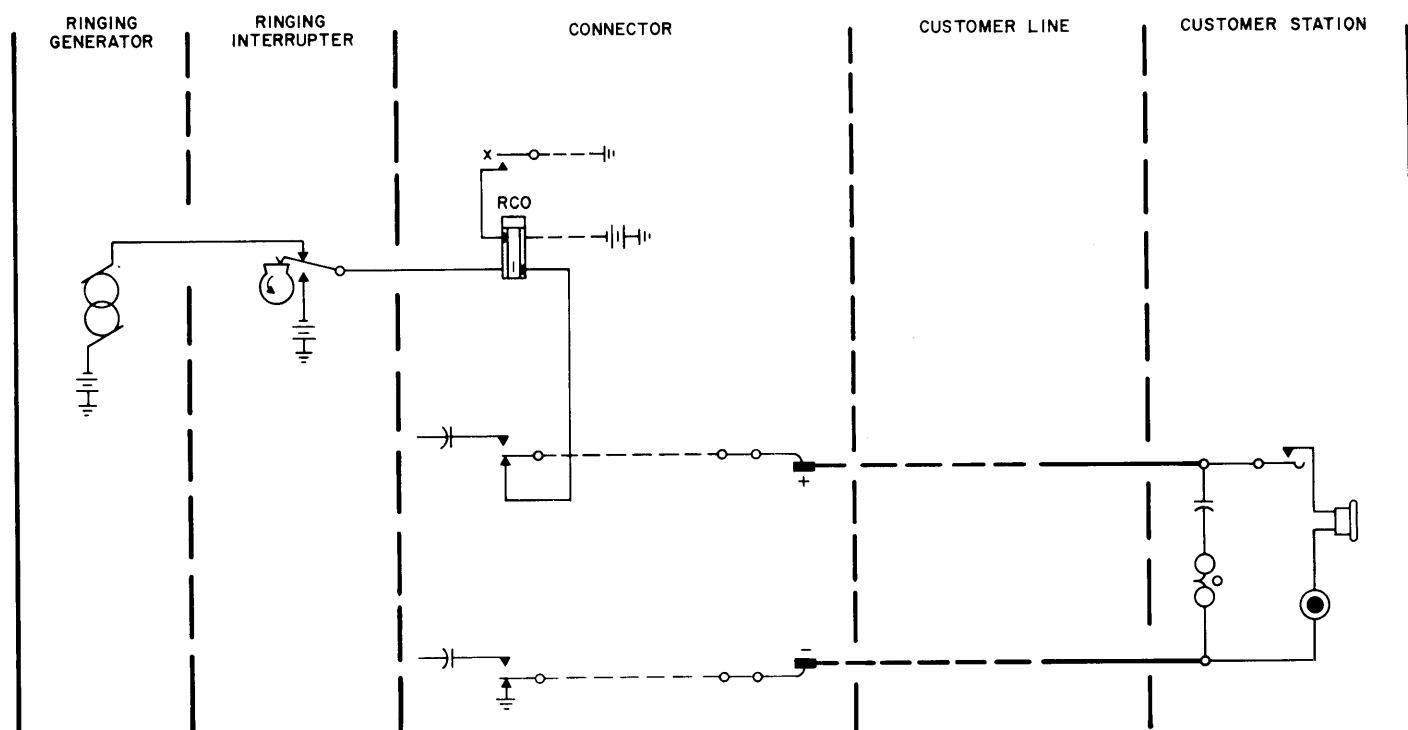 RINGING
GENERATOR
RINGING
INTERRUPTER
CONNECTOR
CUSTOMER LINE
CUSTOMER STATION
X
RCO
+
−